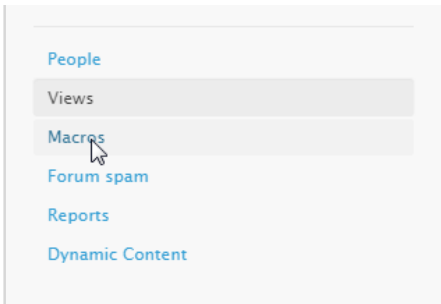 People
Views
Macros
Forum spam
Reports
Dynamic Content